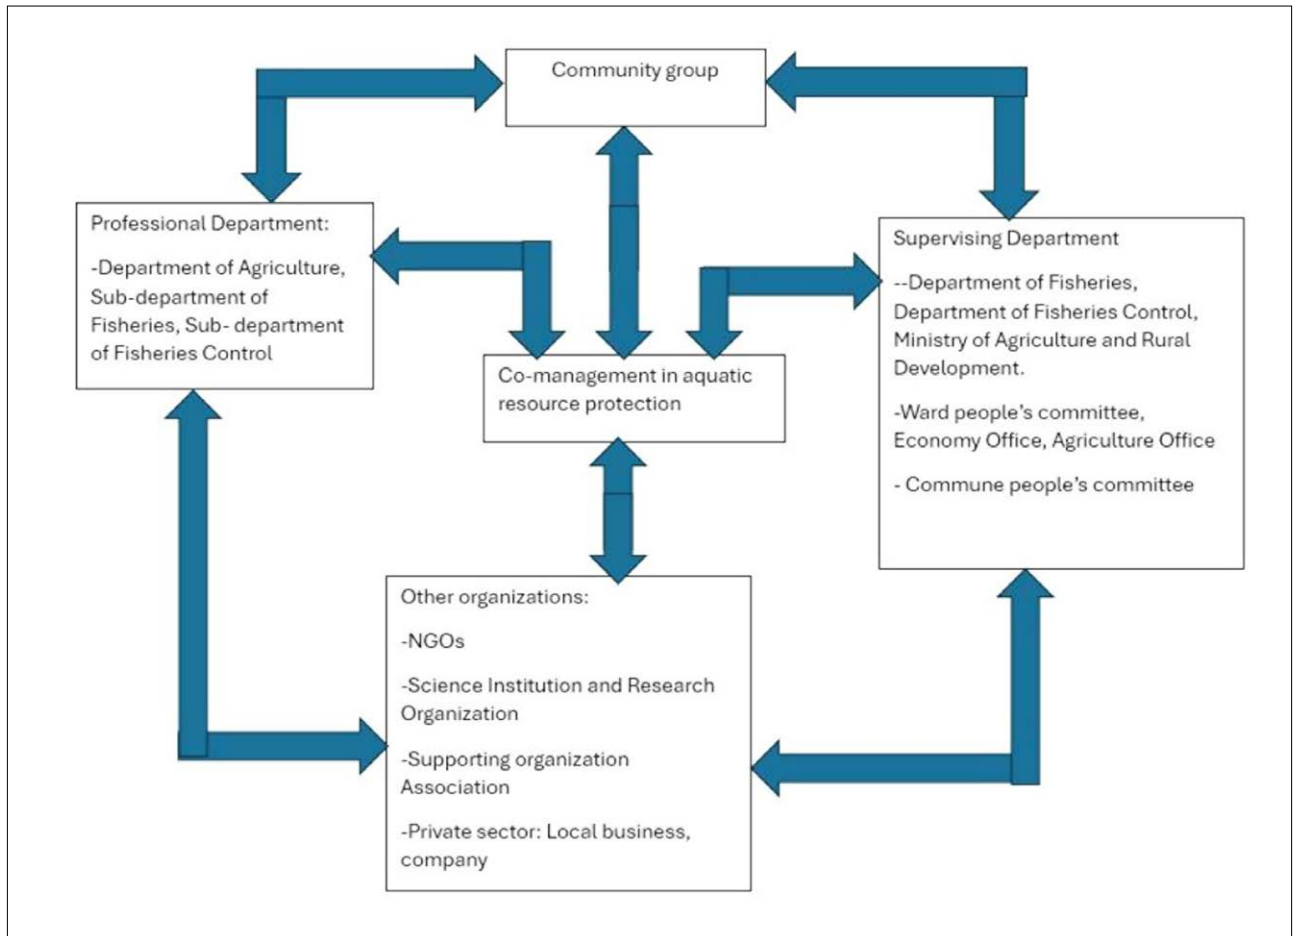 Community group
Professional Department:
-Department of Agriculture,
Sub-department of
Fisheries, Sub- department
of Fisheries Control
Supervising Department
--Department of Fisheries,
Department of Fisheries Control,
Ministry of Agriculture and Rural
Development.
-Ward people’s committee,
Economy Office, Agriculture Office
- Commune people’s committee
Co-management in aquatic
resource protection
Other organizations:
-NGOs
-Science Institution and Research
Organization
-Supporting organization
Association
-Private sector: Local business,
company